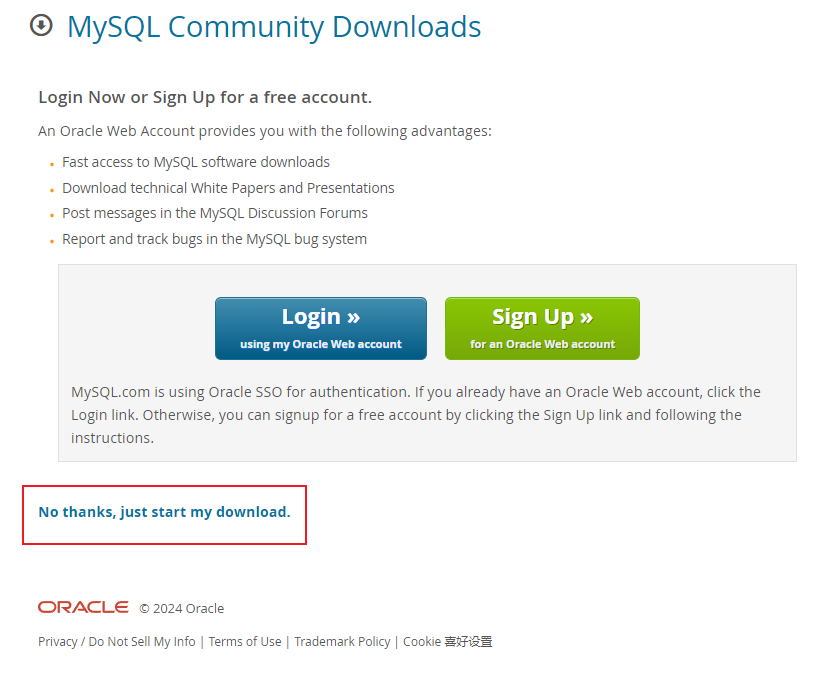 MySQL Community Downloads
Login Now or Sign Up for a free account.
An Oracle Web Account provides you with the following advantages:
Fast access to MySQL software downloads
Download technical White Papers and Presentations
Post messages in the MySQL Discussion Forums
Report and track bugs in the MySQL bug system
Login »
using my Oracle Web account
Sign Up »
for an Oracle Web account
MySQL.com is using Oracle SSO for authentication. If you already have an Oracle Web account, click the
Login link. Otherwise, you can signup for a free account by clicking the Sign Up link and following the
instructions.
No thanks, just start my download.
ORACLE © 2024 Oracle
Privacy / Do Not Sell My Info | Terms of Use | Trademark Policy | Cookie 喜好设置